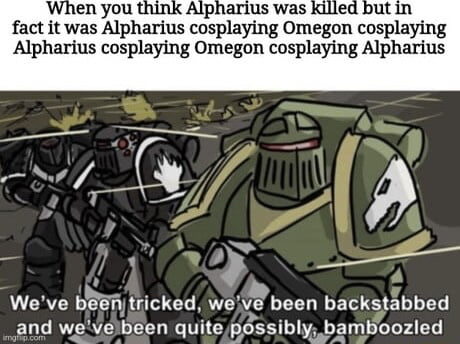 When you think Alpharius was killed but in
fact it was Alpharius cosplaying Omegon cosplaying
Alpharius cosplaying Omegon cosplaying Alpharius
We've been tricked, we've been backstabbed
and we've been quite possibly, bamboozled
imgflip.com